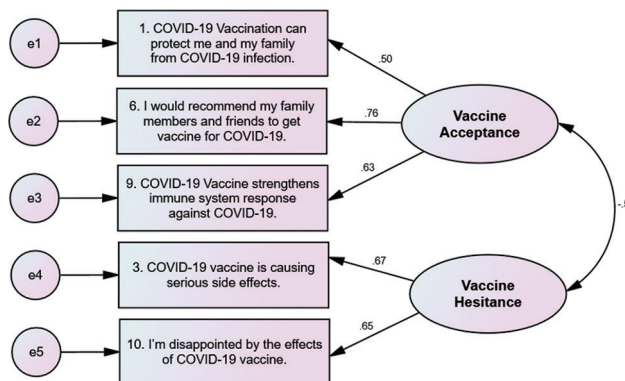 e1
1. COVID-19 Vaccination can
protect me and my family
from COVID-19 infection.
.50
e2
6. I would recommend my family
members and friends to get
vaccine for COVID-19.
.76
Vaccine
Acceptance
e3
9. COVID-19 Vaccine strengthens
immune system response
against COVID-19.
.63
e4
3. COVID-19 vaccine is causing
serious side effects.
.67
Vaccine
Hesitance
e5
10. I'm disappointed by the effects
of COVID-19 vaccine.
.65